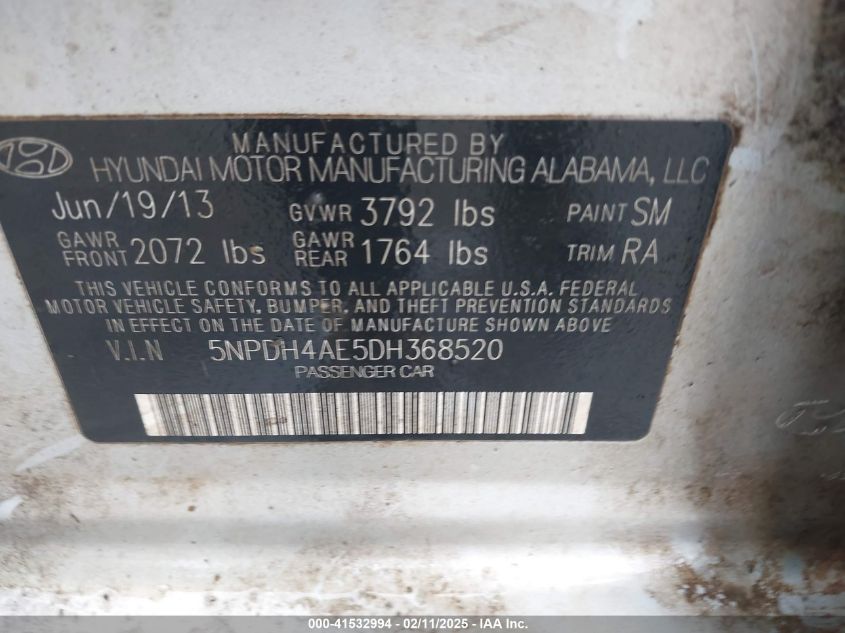 MANUFACTURED BY
HYUNDAI MOTOR MANUFACTURING ALABAMA, LLC
Jun/19/13 GVWR 3792 lbs PAINT SM
GAWR FRONT 2072 lbs GAWR REAR 1764 lbs TRIM RA
THIS VEHICLE CONFORMS TO ALL APPLICABLE U.S.A. FEDERAL
MOTOR VEHICLE SAFETY, BUMPER, AND THEFT PREVENTION STANDARDS
IN EFFECT ON THE DATE OF MANUFACTURE SHOWN ABOVE
V.I.N 5NPDH4AE5DH368520
PASSENGER CAR
000-41532994 - 02/11/2025 - IAA Inc.